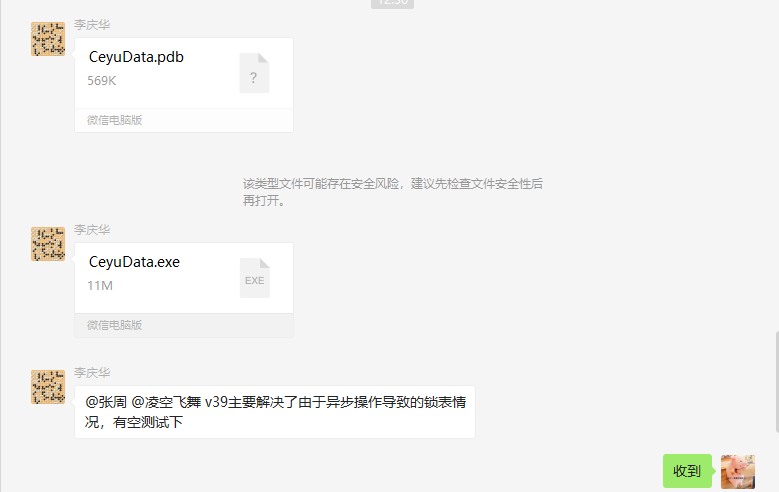 12:50
李庆华
CeyuData.pdb
569K
?
微信电脑版
该类型文件可能存在安全风险，建议先检查文件安全性后
再打开。
李庆华
CeyuData.exe
11M
EXE
微信电脑版
李庆华
@张周 @凌空飞舞 v39主要解决了由于异步操作导致的锁表情
况，有空测试下
收到